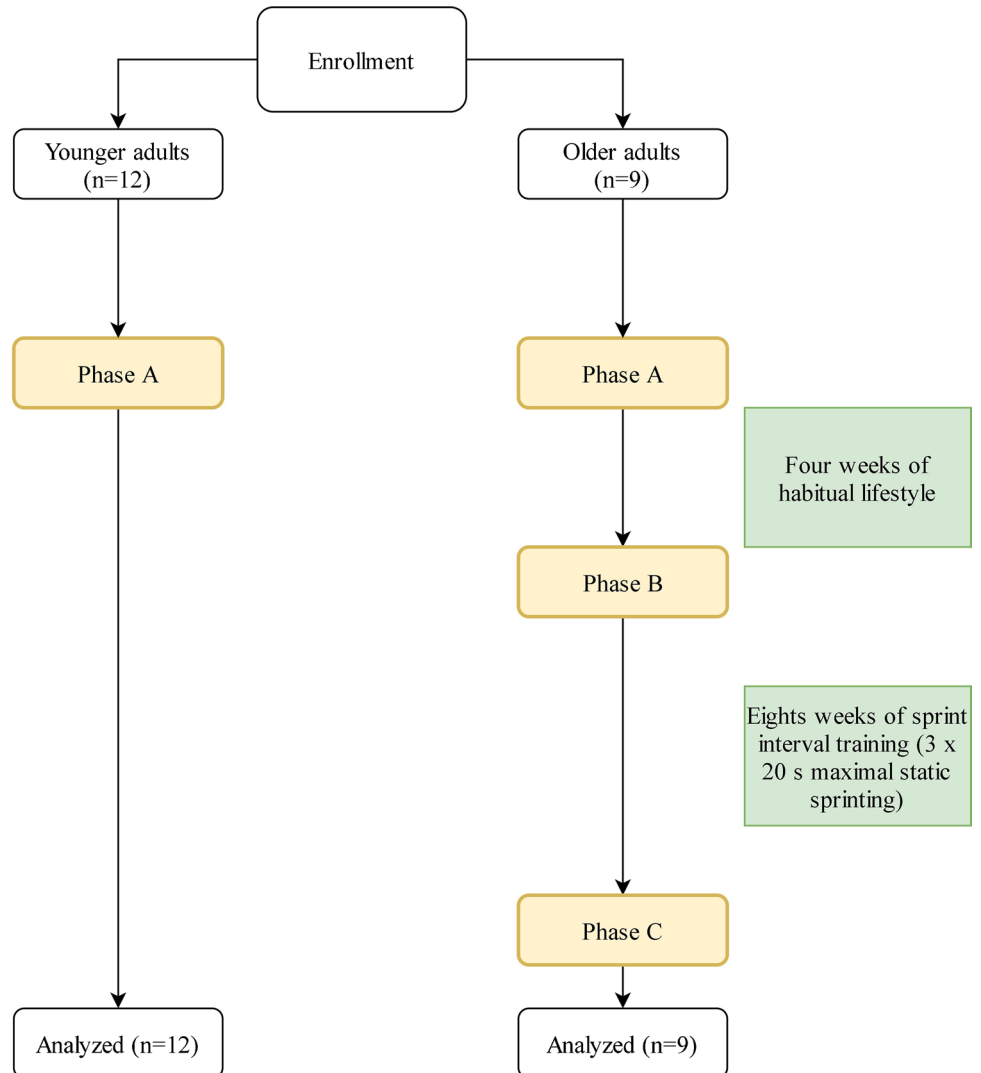 Enrollment
Younger adults
(n=12)
Older adults
(n=9)
Phase A
Phase A
Four weeks of
habitual lifestyle
Phase B
Eights weeks of sprint
interval training (3 x
20 s maximal static
sprinting)
Phase C
Analyzed (n=12)
Analyzed (n=9)